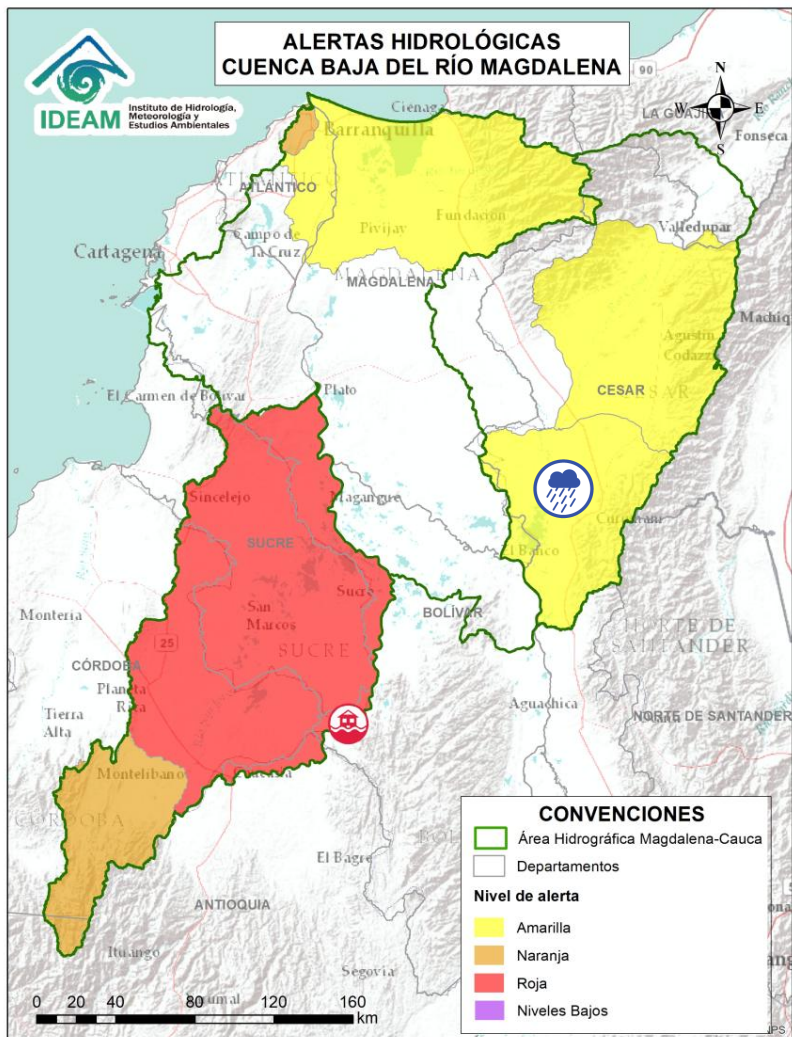 ALERTAS HIDROLÓGICAS
CUENCA BAJA DEL RÍO MAGDALENA
IDEAM
Instituto de Hidrología,
Meteorología y
Estudios Ambientales
90
N
W E
S
LA GUAJIRA
Fonseca
Cienaga
Barranquilla
ATLÁNTICO
Cartagena
Campo de
la Cruz
Pivijay
Fundación
Valledupar
MAGDALENA
MAGDALENA
Machiq
Agustín
Codazzi
CESAR
Plato
El Carmen de Bolívar
Sincelejo
Magangue
SUCRE
Curumaní
El Banco
Sucre
San
Marcos
BOLÍVAR
Montería
25
SUCRE
NORTE DE
SANTANDER
CÓRDOBA
Planeta
Rica
Tierra
Alta
Aguachica
NORTE DE SANTANDER
Montelibano
CÓRDOBA
El Bagre
ANTIOQUIA
Ituango
Segovia
CONVENCIONES
Área Hidrográfica Magdalena-Cauca
Departamentos
Nivel de alerta
Amarilla
Naranja
Roja
Niveles Bajos
0 20 40 80 120 160
km